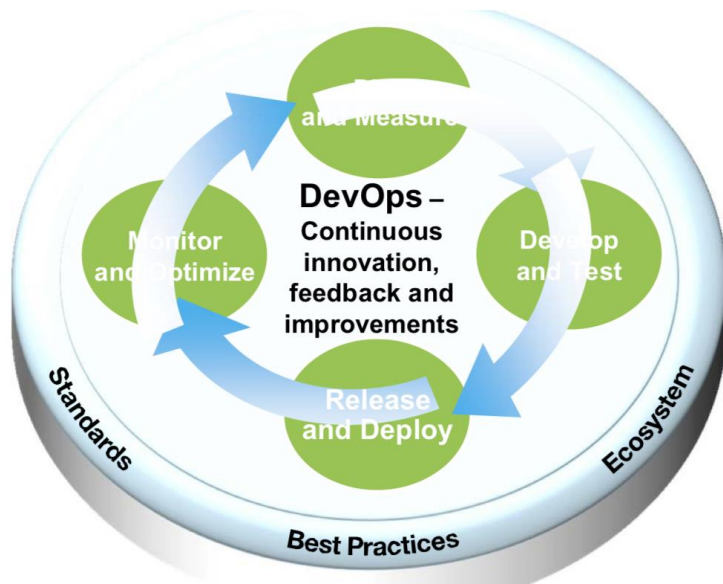 and Measure
DevOps –
Continuous
innovation,
feedback and
improvements
Monitor
and Optimize
Develop
and Test
Release
and Deploy
Standards
Best Practices
Ecosystem